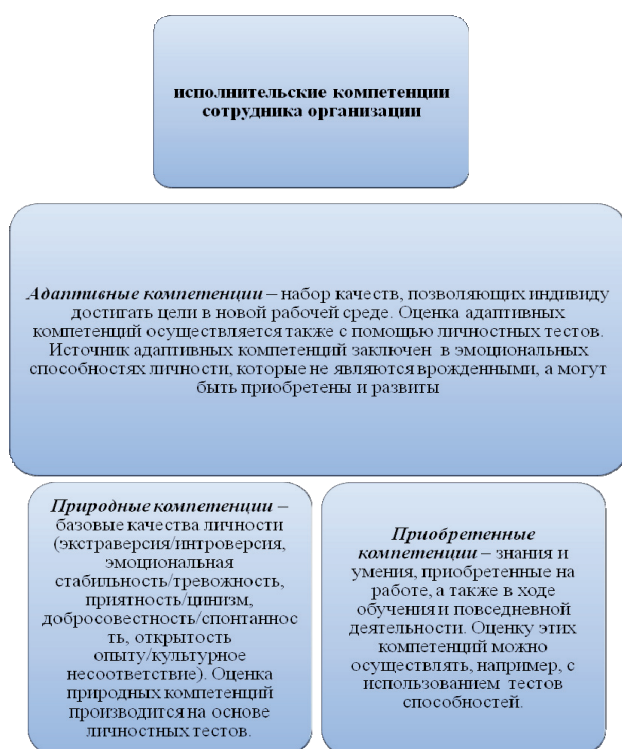 исполнительские компетенции
сотрудника организации
Адаптивные компетенции – набор качеств, позволяющих индивиду
достигать цели в новой рабочей среде. Оценка адаптивных
компетенций осуществляется также с помощью личностных тестов.
Источник адаптивных компетенций заключен в эмоциональных
способностях личности, которые не являются врожденными, а могут
быть приобретены и развиты
Природные компетенции –
базовые качества личности
(экстраверсия/интроверсия,
эмоциональная
стабильность/тревожность,
приятность/цинизм,
добросовестность/спонтаннос
ть, открытость
опыту/культурное
несоответствие). Оценка
природных компетенций
производится на основе
личностных тестов.
Приобретенные
компетенции – знания и
умения, приобретенные на
работе, а также в ходе
обучения и повседневной
деятельности. Оценку этих
компетенций можно
осуществлять, например, с
использованием тестов
способностей.